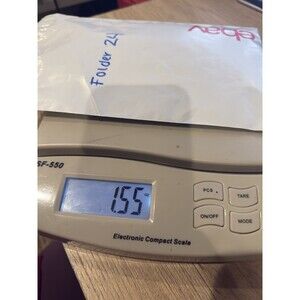 ebay
Folder 24
SF-550
1.55
PCS
TARE
ON/OFF
MODE
Electronic Compact Scale